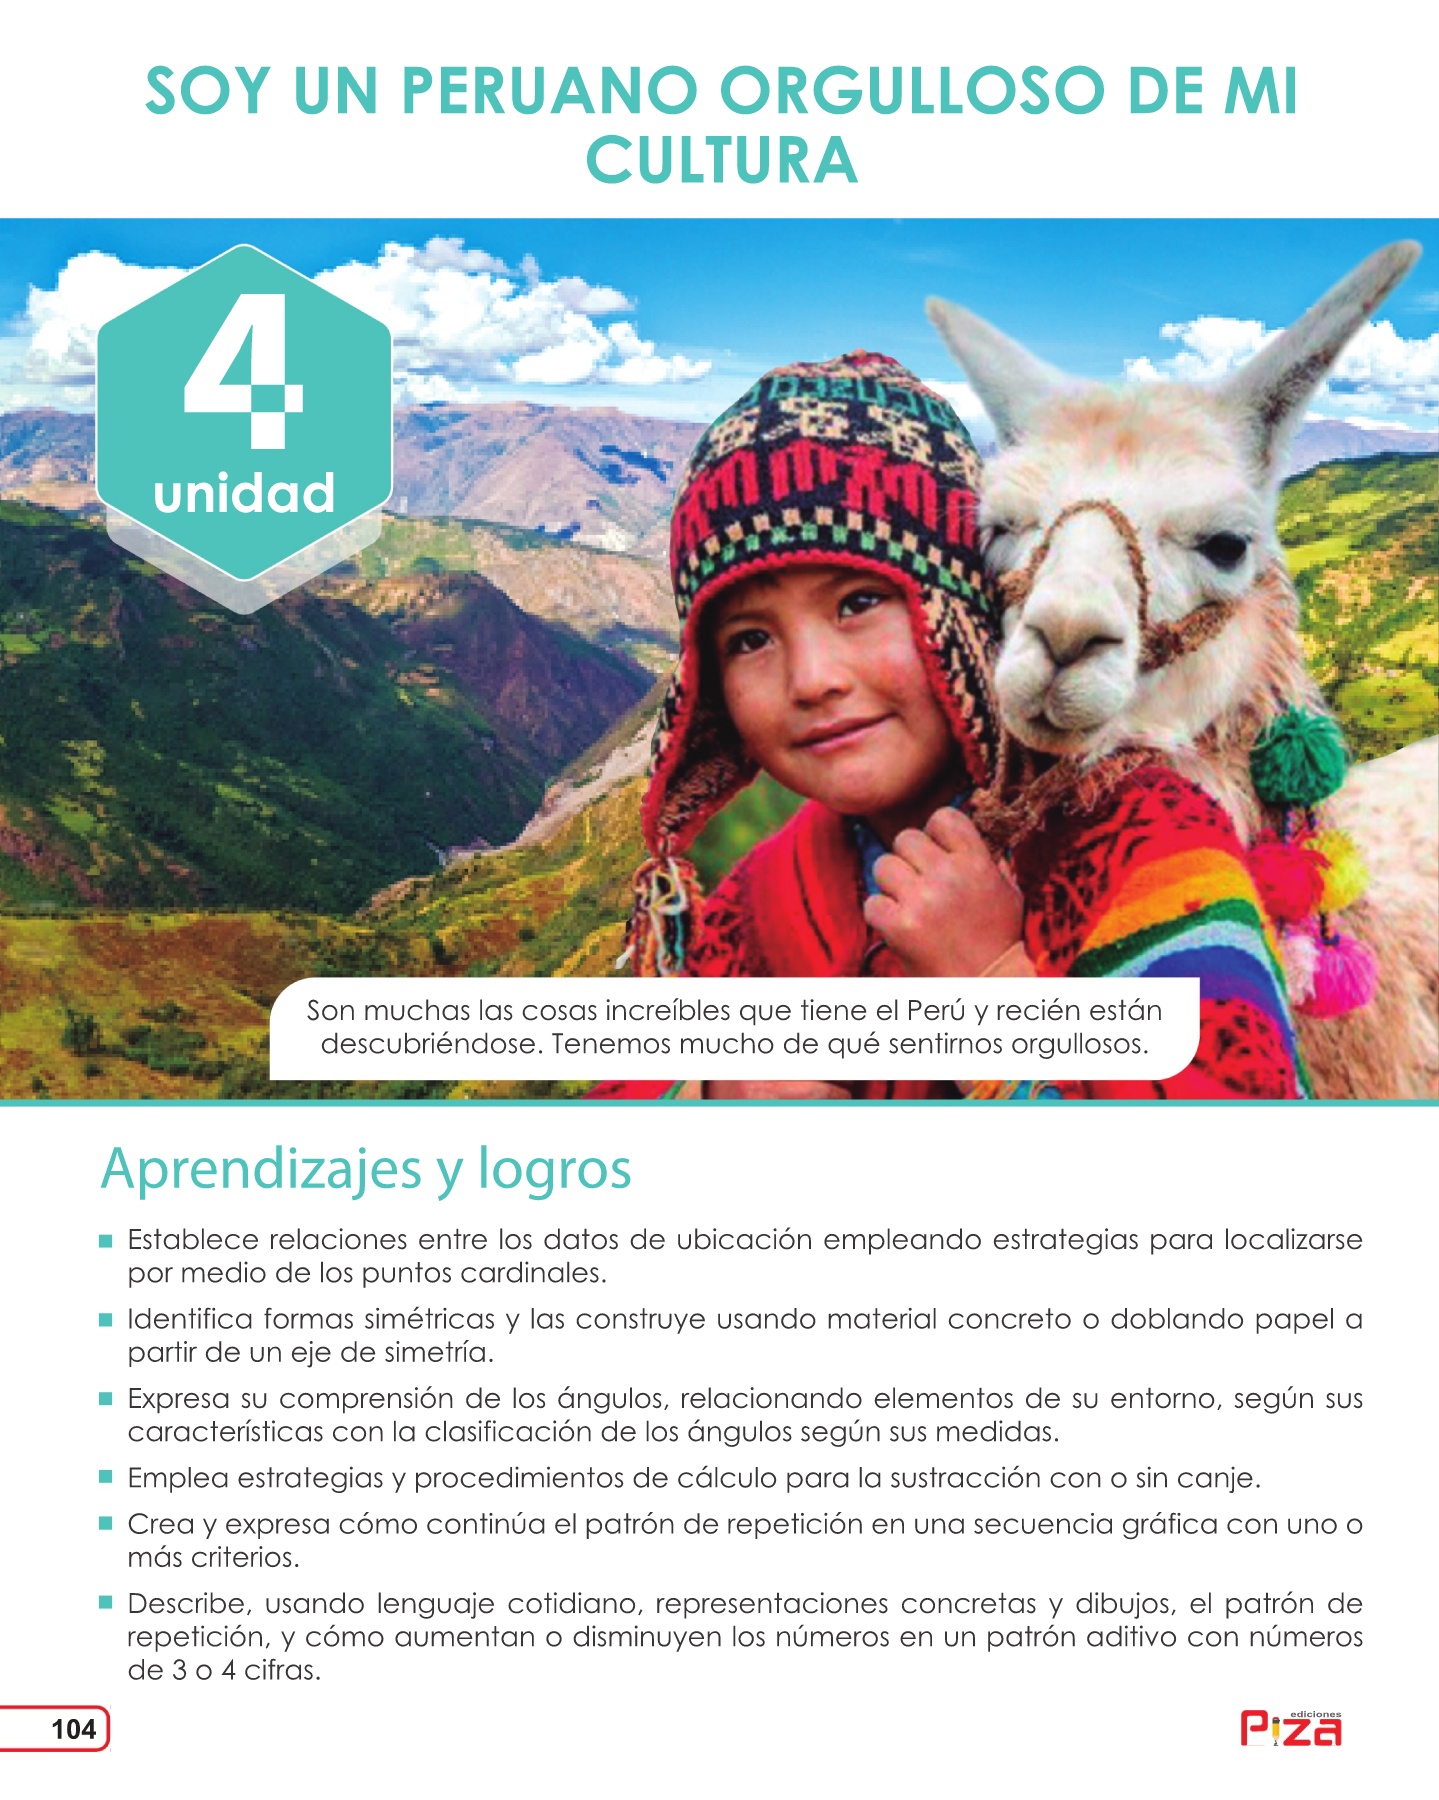 SOY UN PERUANO ORGULLOSO DE MI
CULTURA
4
unidad
Son muchas las cosas increíbles que tiene el Perú y recién están
descubriéndose. Tenemos mucho de qué sentirnos orgullosos.
Aprendizajes y logros
Establece relaciones entre los datos de ubicación empleando estrategias para localizarse
por medio de los puntos cardinales.
Identifica formas simétricas y las construye usando material concreto o doblando papel a
partir de un eje de simetría.
Expresa su comprensión de los ángulos, relacionando elementos de su entorno, según sus
características con la clasificación de los ángulos según sus medidas.
Emplea estrategias y procedimientos de cálculo para la sustracción con o sin canje.
Crea y expresa cómo continúa el patrón de repetición en una secuencia gráfica con uno o
más criterios.
Describe, usando lenguaje cotidiano, representaciones concretas y dibujos, el patrón de
repetición, y cómo aumentan o disminuyen los números en un patrón aditivo con números
de 3 o 4 cifras.
104
ediciones
Piza